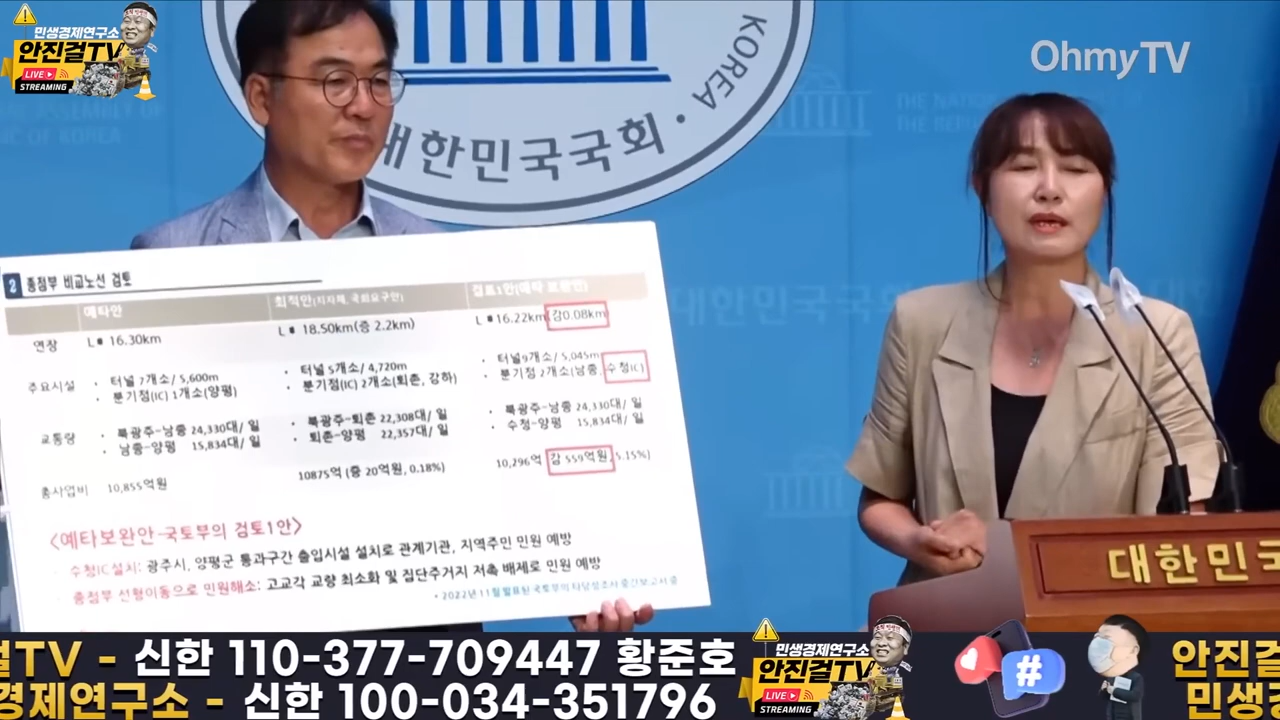 민생경제연구소
안진걸TV
LIVE
STREAMING
OhmyTV
KOREA
대한민국국회
THE NATIONAL
THE REPUB
대한민국국
2 종점부 비교노선 검토
예타안 최적안(지자체, 국회요구안) 검토1안(예타 보완안)
연장 L = 16.30km L = 18.50km(증 2.2km) L = 16.22km(감0.08km)
주요시설 · 터널 7개소/ 5,600m · 터널 5개소/ 4,720m · 터널9개소/ 5,045m
· 분기점(IC) 1개소(양평) · 분기점(IC) 2개소(퇴촌, 강하) · 분기점 2개소(남종, 수청IC)
교통량 · 북광주-남종 24,330대/ 일 · 북광주-퇴촌 22,308대/ 일 · 북광주-남종 24,330대/ 일
· 남종-양평 15,834대/ 일 · 퇴촌-양평 22,357대/ 일 · 수청-양평 15,834대/ 일
총사업비 10,855억원 10875억 (증 20억원, 0.18%) 10,296억 (감 559억원, 5.15%)
<예타보완안-국토부의 검토1안>
· 수청IC설치: 광주시, 양평군 통과구간 출입시설 설치로 관계기관, 지역주민 민원 예방
· 종점부 선형이동으로 민원해소: 고교각 교량 최소화 및 집단주거지 저촉 배제로 민원 예방
* 2022년 11월 발표된 국토부의 타당성조사 중간보고서 중
대한민국
걸TV - 신한 110-377-709447 황준호
경제연구소 - 신한 100-034-351796
민생경제연구소
안진걸TV
LIVE
STREAMING
#
안진걸
민생경